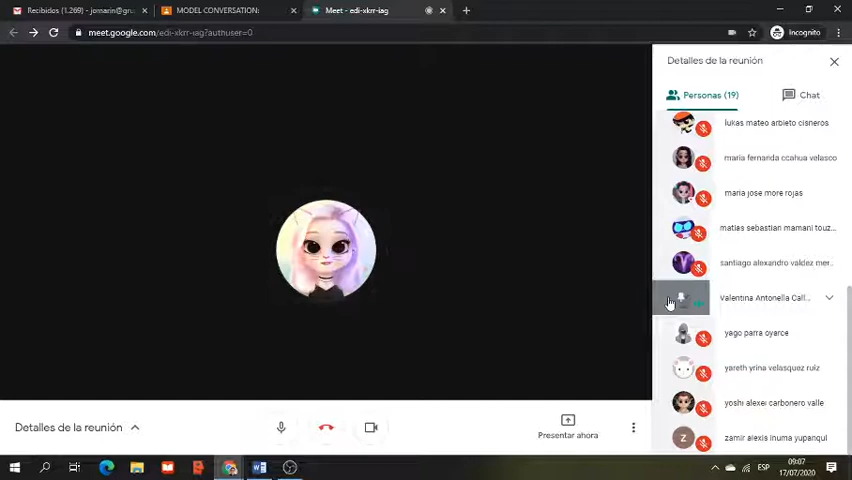 Recibidos (1.269) - jomarin@gru
MODEL CONVERSATION:
Meet - edi-xkrr-iag
meet.google.com/edi-xkrr-iag?authuser=0
Incognito
Detalles de la reunión
Personas (19)
Chat
lukas mateo arbieto cisneros
maria fernanda ccahua velasco
maria jose more rojas
matias sebastian mamani touz...
santiago alexandro valdez mer...
Valentina Antonella Call...
yago parra oyarce
yareth yrina velasquez ruiz
yoshi alexei carbonero valle
Z
zamir alexis inuma yupanqui
Detalles de la reunión
Presentar ahora
ESP
09:07
17/07/2020